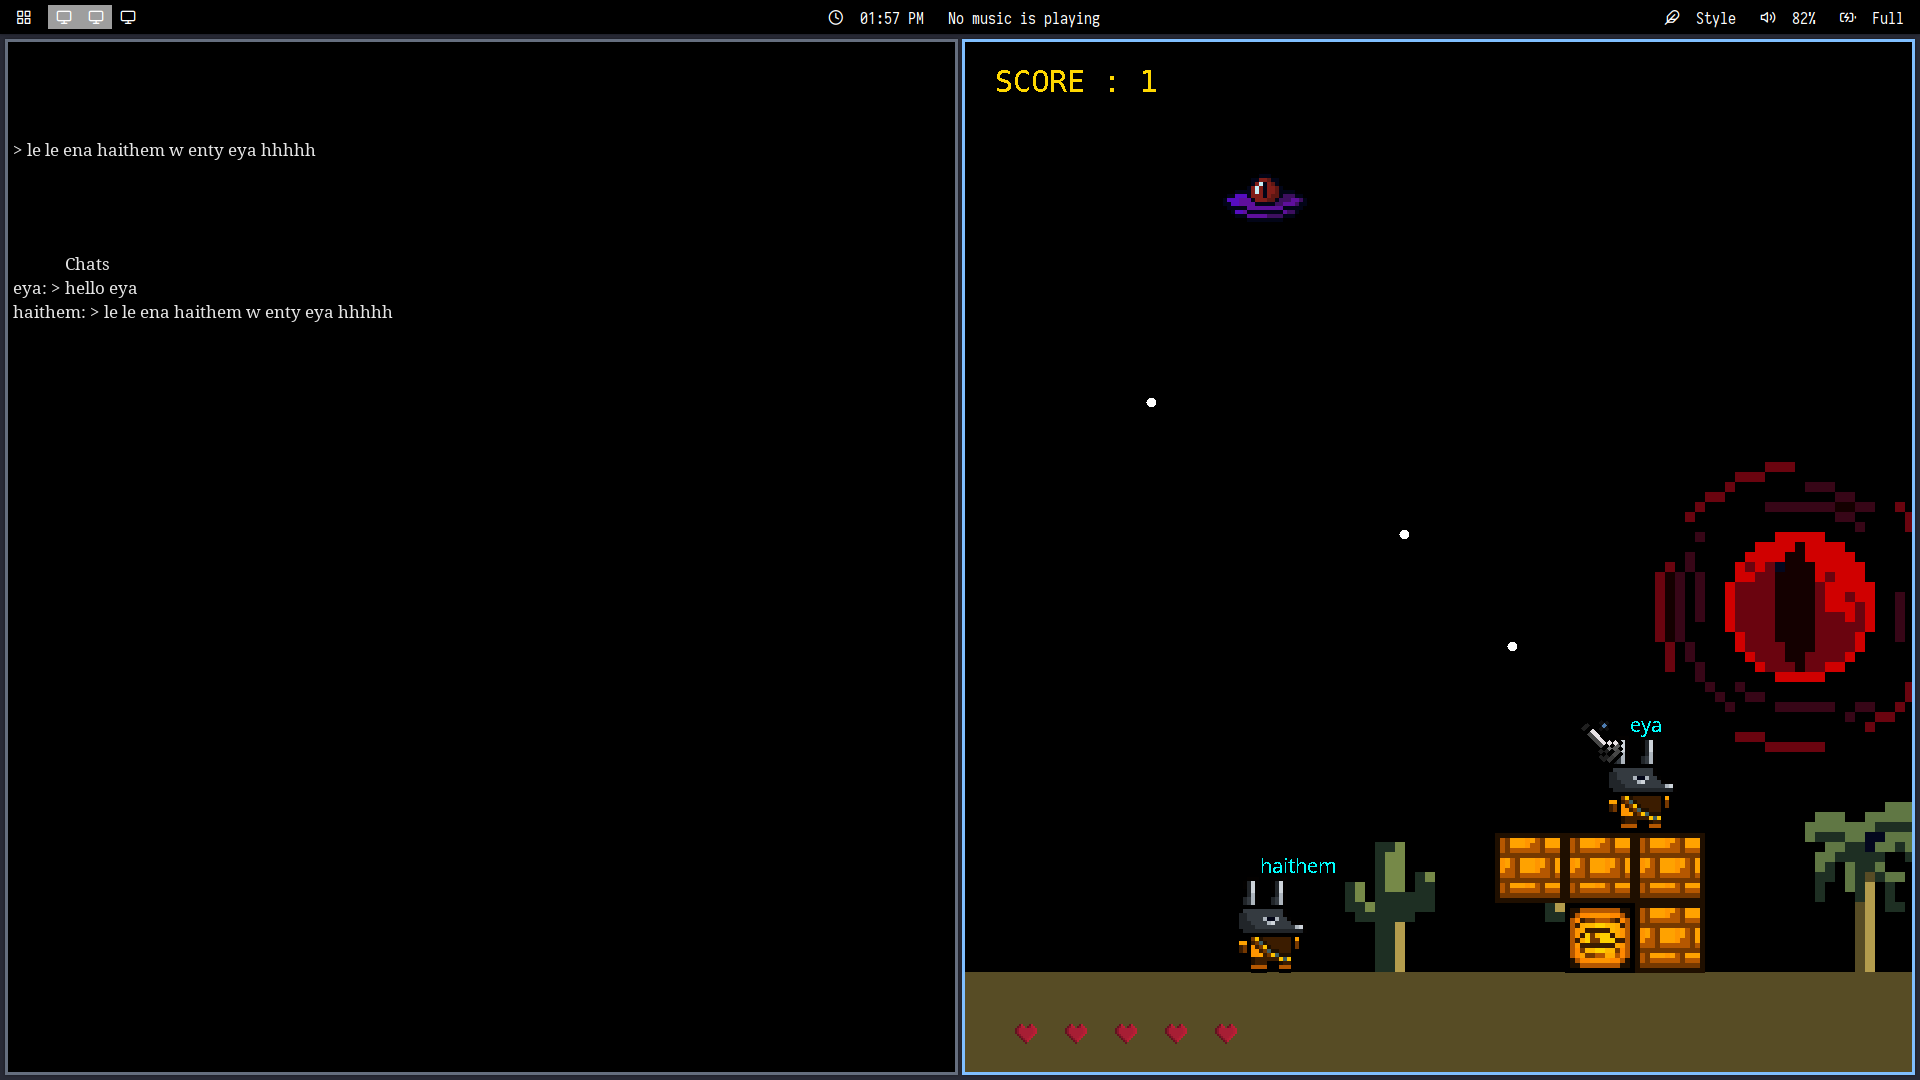 01:57 PM No music is playing Style 82% Full
> le le ena haithem w enty eya hhhhh
Chats
eya: > hello eya
haithem: > le le ena haithem w enty eya hhhhh
SCORE : 1
eya
haithem